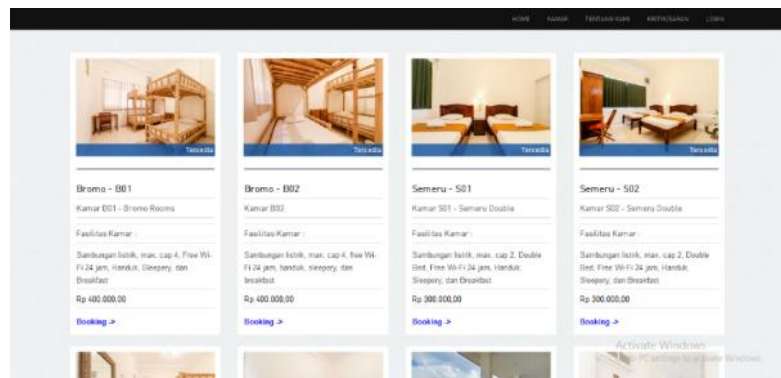 HOME KAMAR TENTANG KAMI KRITIK/SARAN LOGIN
Tersedia
Tersedia
Tersedia
Tersedia
Bromo - B01
Kamar B01 - Bromo Rooms
Fasilitas Kamar :
Sambungan listrik, max. cap 4, Free Wi-
Fi 24 jam, Handuk, Sleepery, dan
Breakfast
Rp 400.000,00
Booking ->
Bromo - B02
Kamar B02
Fasilitas Kamar :
Sambungan listrik, max. cap 4, free Wi-
Fi 24 jam, handuk, sleepery, dan
breakfast
Rp 400.000,00
Booking ->
Semeru - S01
Kamar S01 - Semeru Double
Fasilitas Kamar :
Sambungan listrik, max. cap 2, Double
Bed, Free Wi-Fi 24 jam, Handuk,
Sleepery, dan Breakfast
Rp 300.000,00
Booking ->
Semeru - S02
Kamar S02 - Semeru Double
Fasilitas Kamar :
Sambungan listrik, max. cap 2, Double
Bed, Free Wi-Fi 24 jam, Handuk,
Sleepery, dan Breakfast
Rp 300.000,00
Booking ->
Activate Windows
to PC settings to activate Windows.